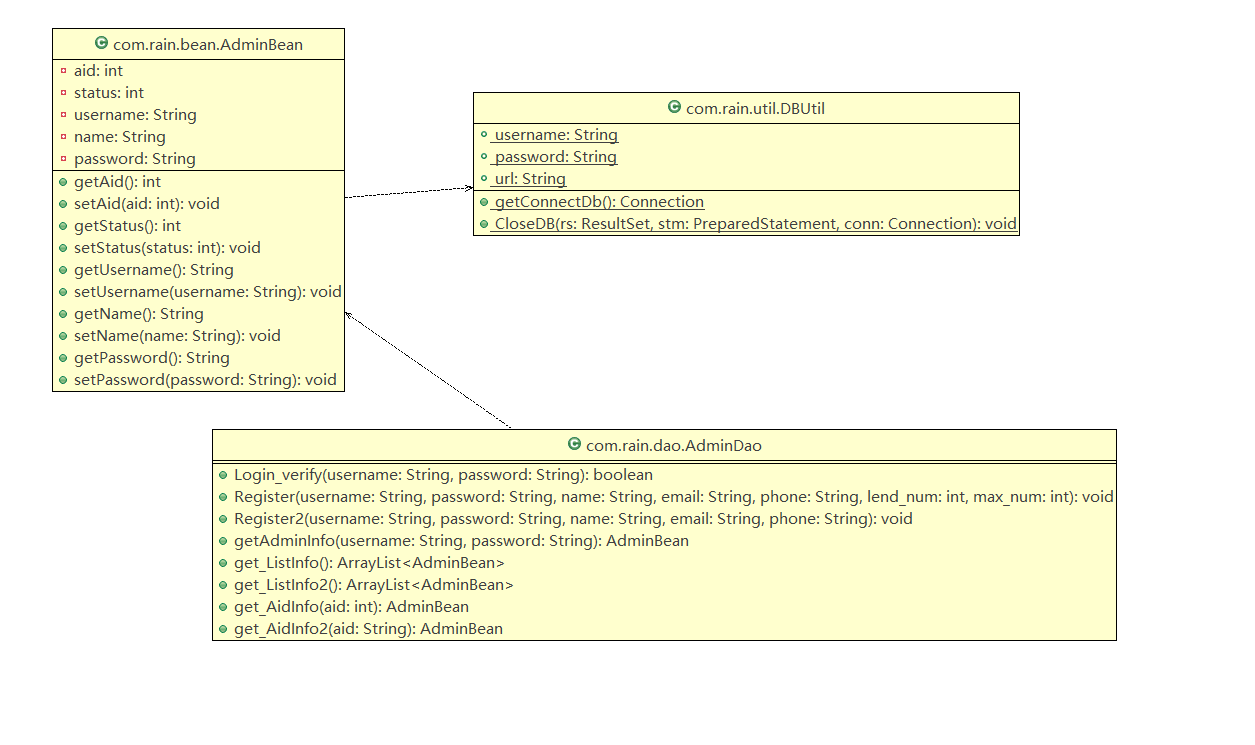 com.rain.bean.AdminBean
aid: int
status: int
username: String
name: String
password: String
getAid(): int
setAid(aid: int): void
getStatus(): int
setStatus(status: int): void
getUsername(): String
setUsername(username: String): void
getName(): String
setName(name: String): void
getPassword(): String
setPassword(password: String): void
com.rain.util.DBUtil
username: String
password: String
url: String
getConnectDb(): Connection
CloseDB(rs: ResultSet, stm: PreparedStatement, conn: Connection): void
com.rain.dao.AdminDao
Login_verify(username: String, password: String): boolean
Register(username: String, password: String, name: String, email: String, phone: String, lend_num: int, max_num: int): void
Register2(username: String, password: String, name: String, email: String, phone: String): void
getAdminInfo(username: String, password: String): AdminBean
get_ListInfo(): ArrayList<AdminBean>
get_ListInfo2(): ArrayList<AdminBean>
get_AidInfo(aid: int): AdminBean
get_AidInfo2(aid: String): AdminBean